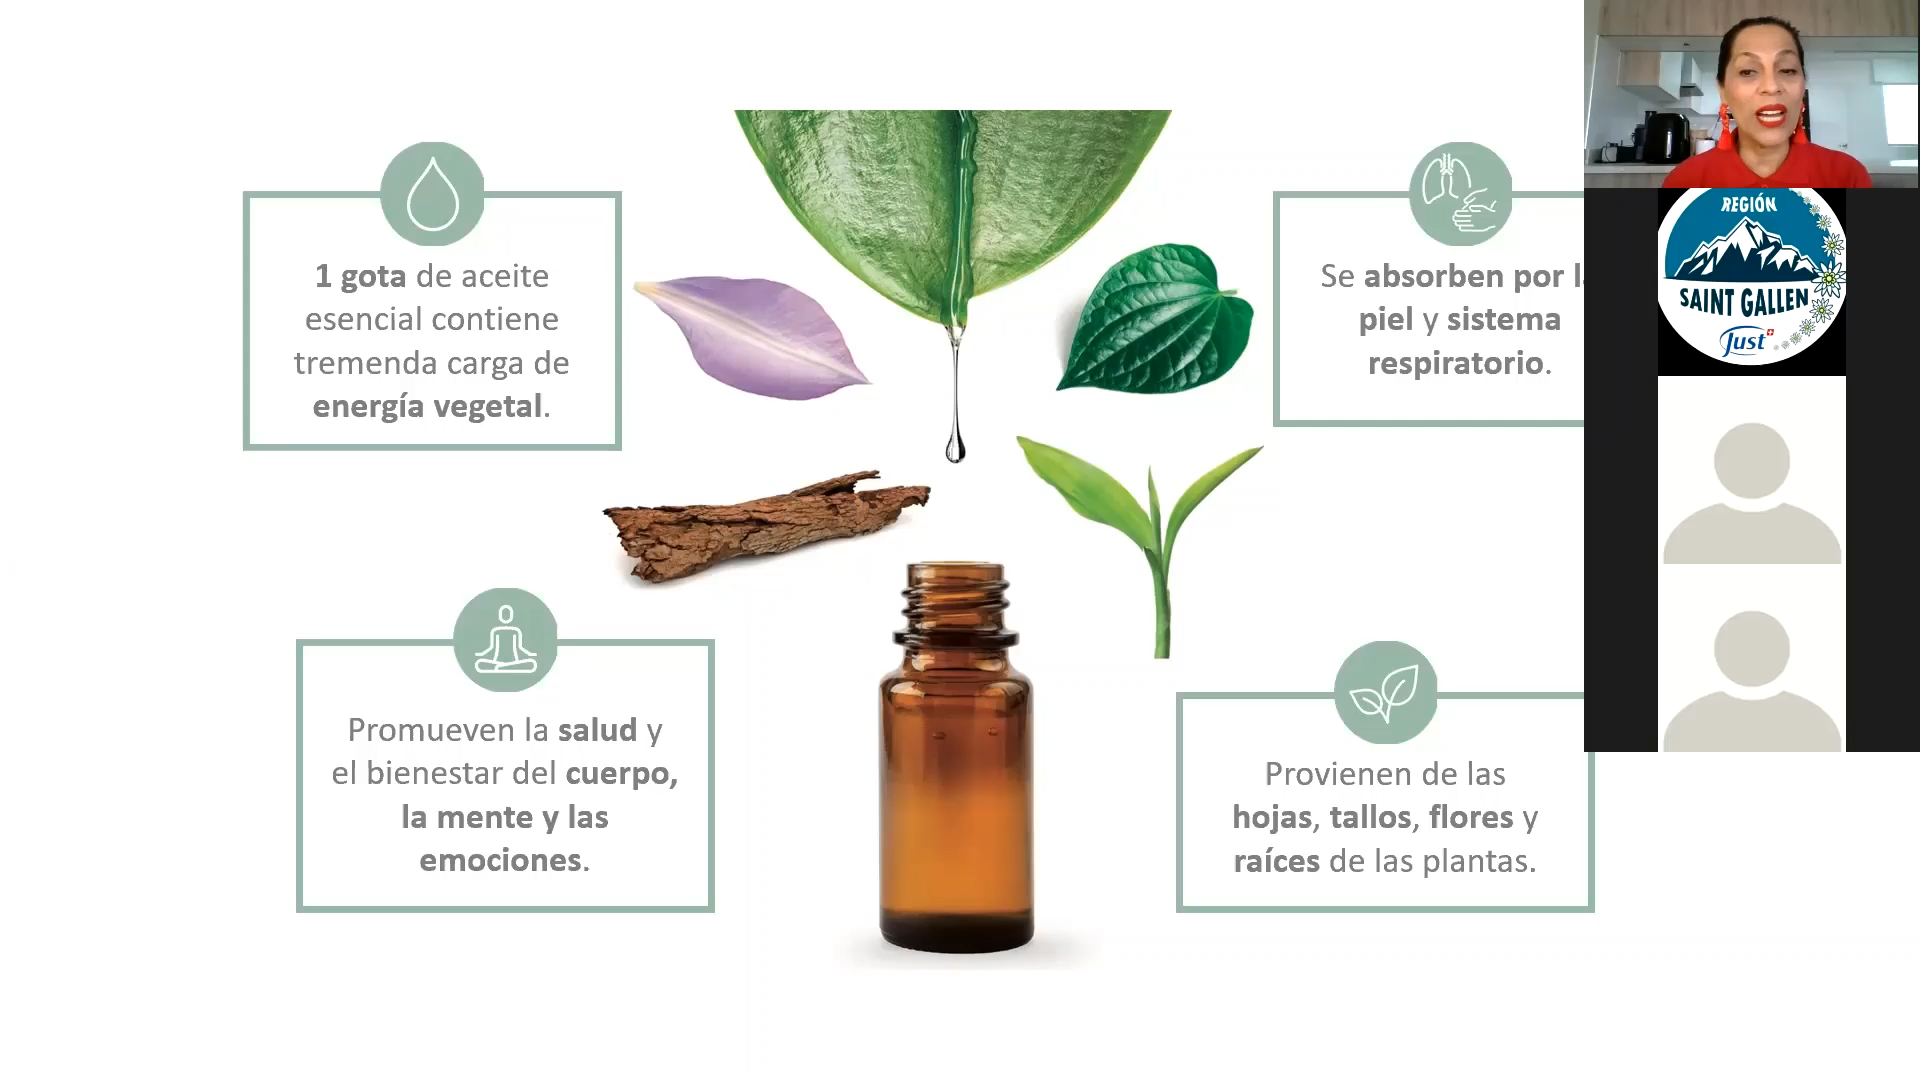 1 gota de aceite
esencial contiene
tremenda carga de
energía vegetal.
Se absorben por l
piel y sistema
respiratorio.
Promueven la salud y
el bienestar del cuerpo,
la mente y las
emociones.
Provienen de las
hojas, tallos, flores y
raíces de las plantas.
REGIÓN
SAINT GALLEN
Just